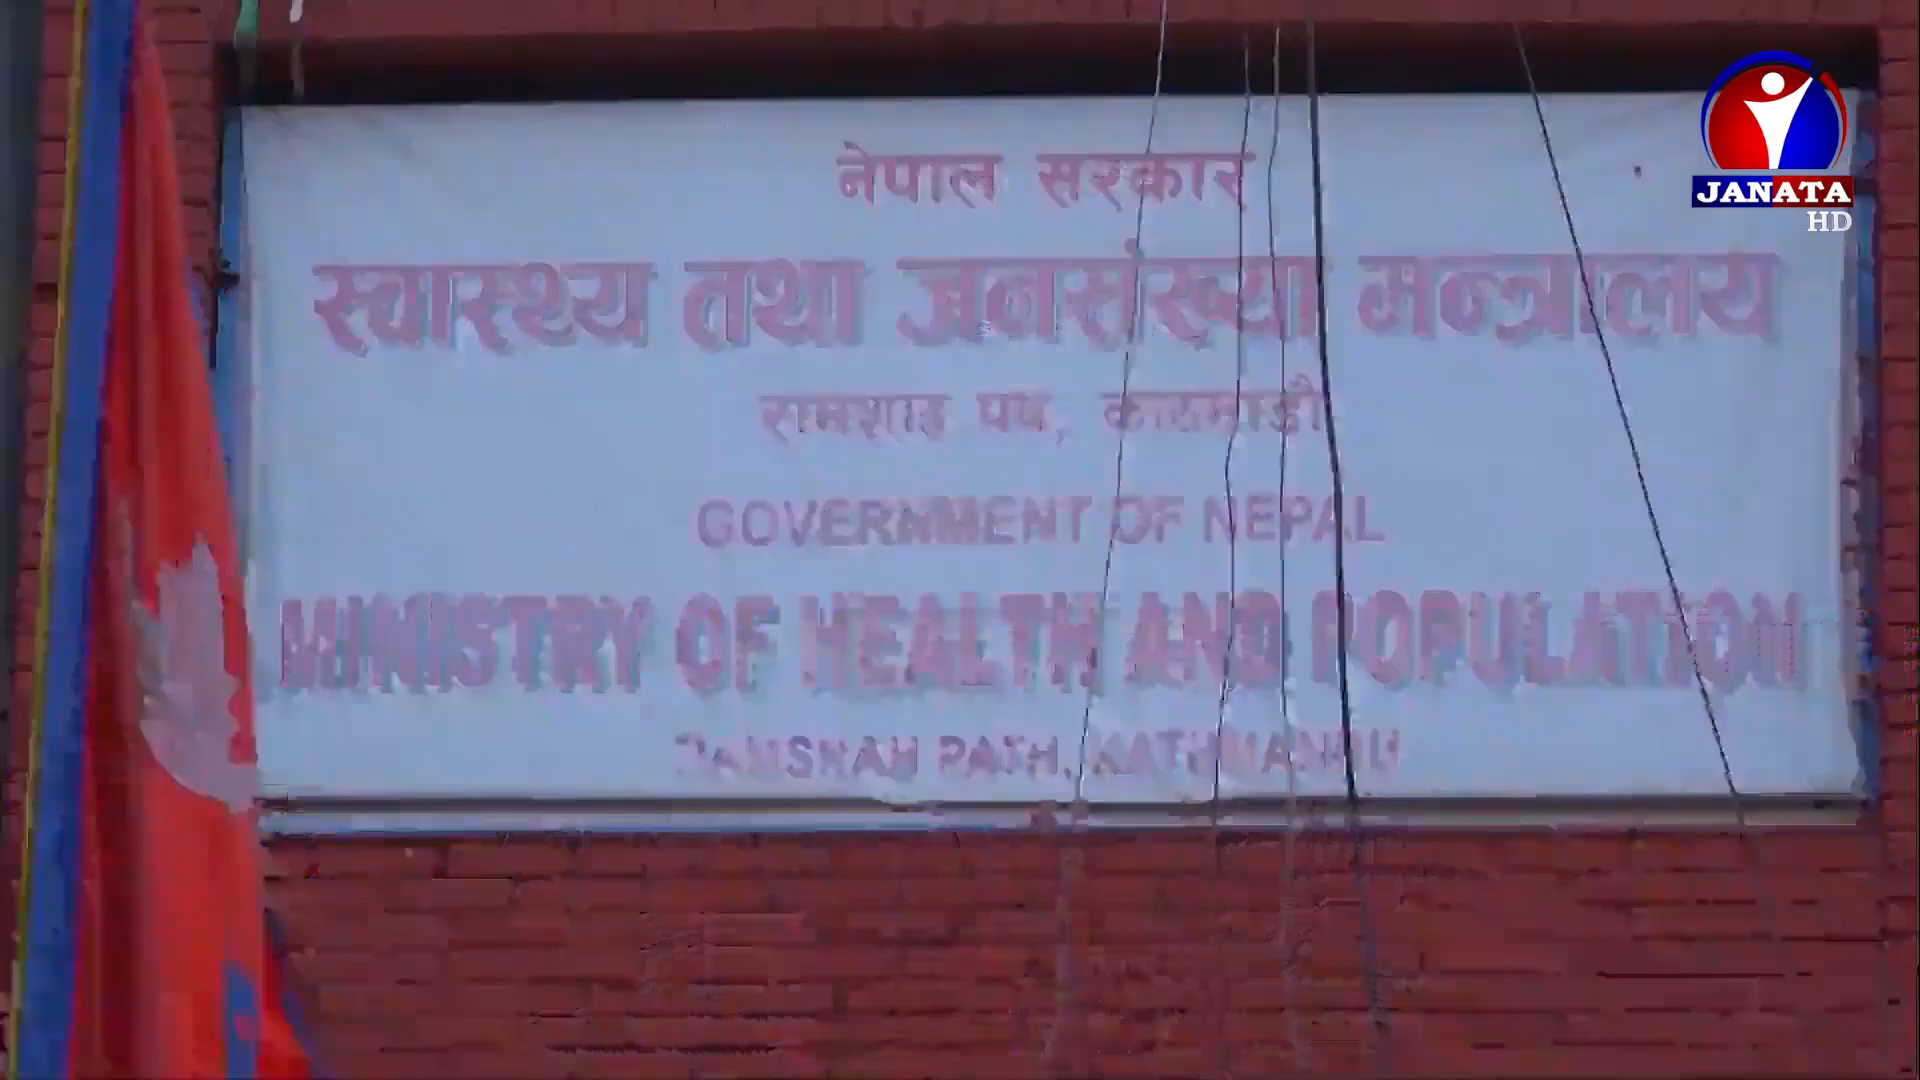 नेपाल सरकार
स्वास्थ्य तथा जनसंख्या मन्त्रालय
रामशाह पथ, काठमाडौं
GOVERNMENT OF NEPAL
MINISTRY OF HEALTH AND POPULATION
RAMSHAH PATH, KATHMANDU
JANATA
HD